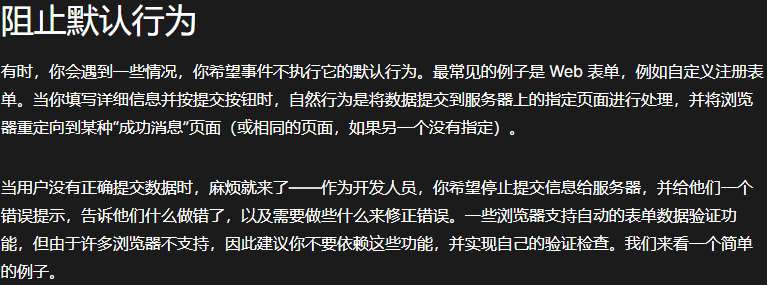 阻止默认行为
有时，你会遇到一些情况，你希望事件不执行它的默认行为。最常见的例子是 Web 表单，例如自定义注册表
单。当你填写详细信息并按提交按钮时，自然行为是将数据提交到服务器上的指定页面进行处理，并将浏览
器重定向到某种“成功消息”页面（或相同的页面，如果另一个没有指定）。
当用户没有正确提交数据时，麻烦就来了——作为开发人员，你希望停止提交信息给服务器，并给他们一个
错误提示，告诉他们什么做错了，以及需要做些什么来修正错误。一些浏览器支持自动的表单数据验证功
能，但由于许多浏览器不支持，因此建议你不要依赖这些功能，并实现自己的验证检查。我们来看一个简单
的例子。